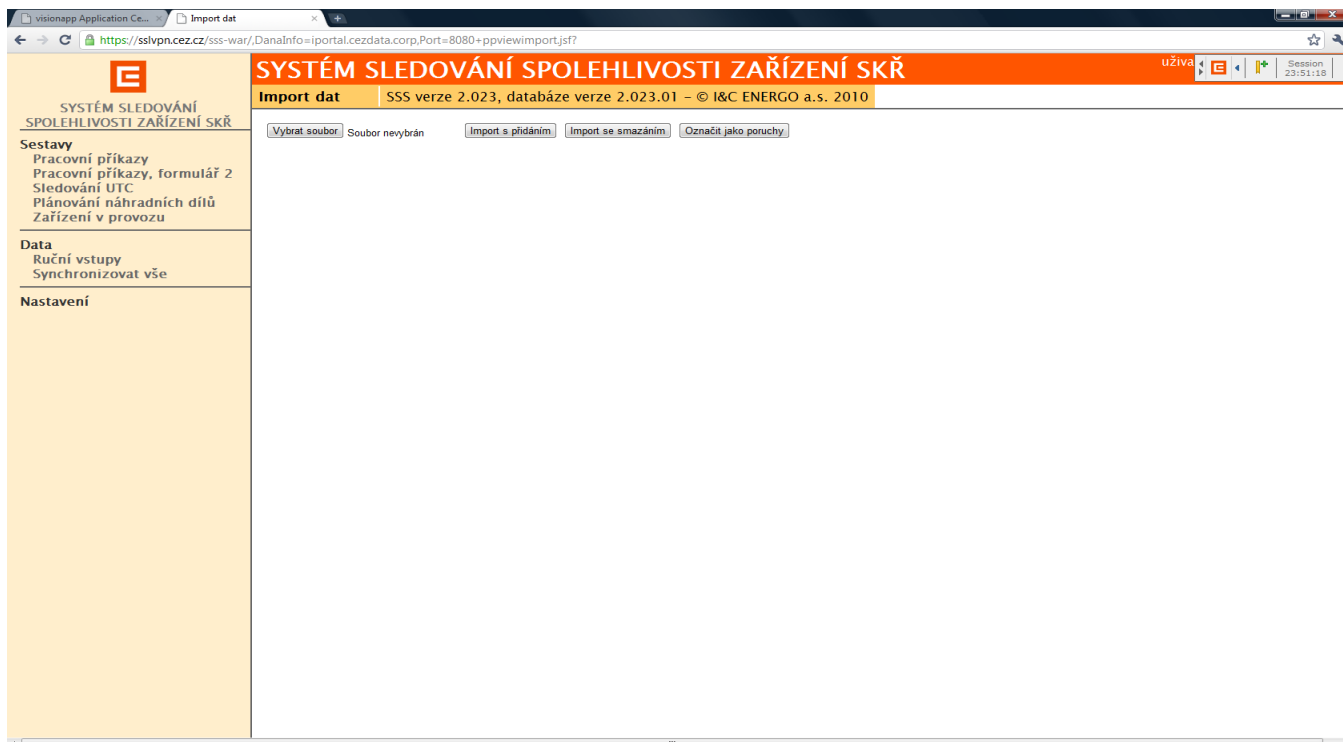 visionapp Application Ce...
Import dat
https://sslvpn.cez.cz/sss-war/,DanaInfo=iportal.cezdata.corp,Port=8080+ppviewimport.jsf?
SYSTÉM SLEDOVÁNÍ
SPOLEHLIVOSTI ZAŘÍZENÍ SKŘ
Sestavy
Pracovní příkazy
Pracovní příkazy, formulář 2
Sledování UTC
Plánování náhradních dílů
Zařízení v provozu
Data
Ruční vstupy
Synchronizovat vše
Nastavení
SYSTÉM SLEDOVÁNÍ SPOLEHLIVOSTI ZAŘÍZENÍ SKŘ
uživa
Session
23:51:18
Import dat SSS verze 2.023, databáze verze 2.023.01 – © I&C ENERGO a.s. 2010
Vybrat soubor Soubor nevybrán Import s přidáním Import se smazáním Označit jako poruchy